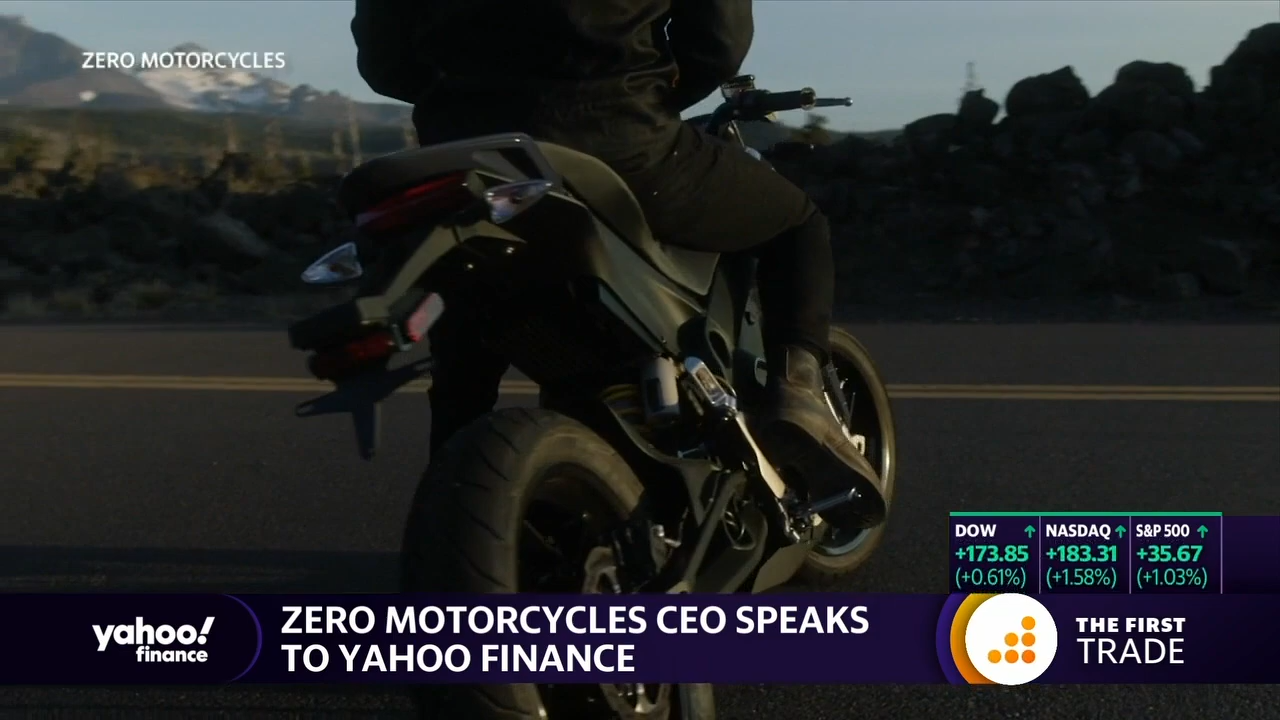 ZERO MOTORCYCLES
DOW ↑ NASDAQ ↑ S&P 500 ↑
+173.85 +183.31 +35.67
(+0.61%) (+1.58%) (+1.03%)
yahoo!
finance
ZERO MOTORCYCLES CEO SPEAKS
TO YAHOO FINANCE
THE FIRST
TRADE